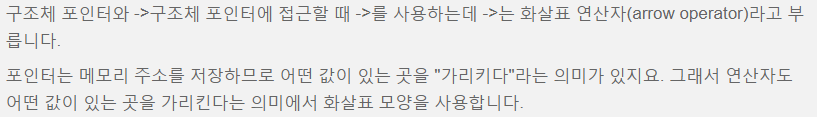 구조체 포인터와 ->구조체 포인터에 접근할 때 ->를 사용하는데 ->는 화살표 연산자(arrow operator)라고 부
릅니다.
포인터는 메모리 주소를 저장하므로 어떤 값이 있는 곳을 "가리키다"라는 의미가 있지요. 그래서 연산자도
어떤 값이 있는 곳을 가리킨다는 의미에서 화살표 모양을 사용합니다.